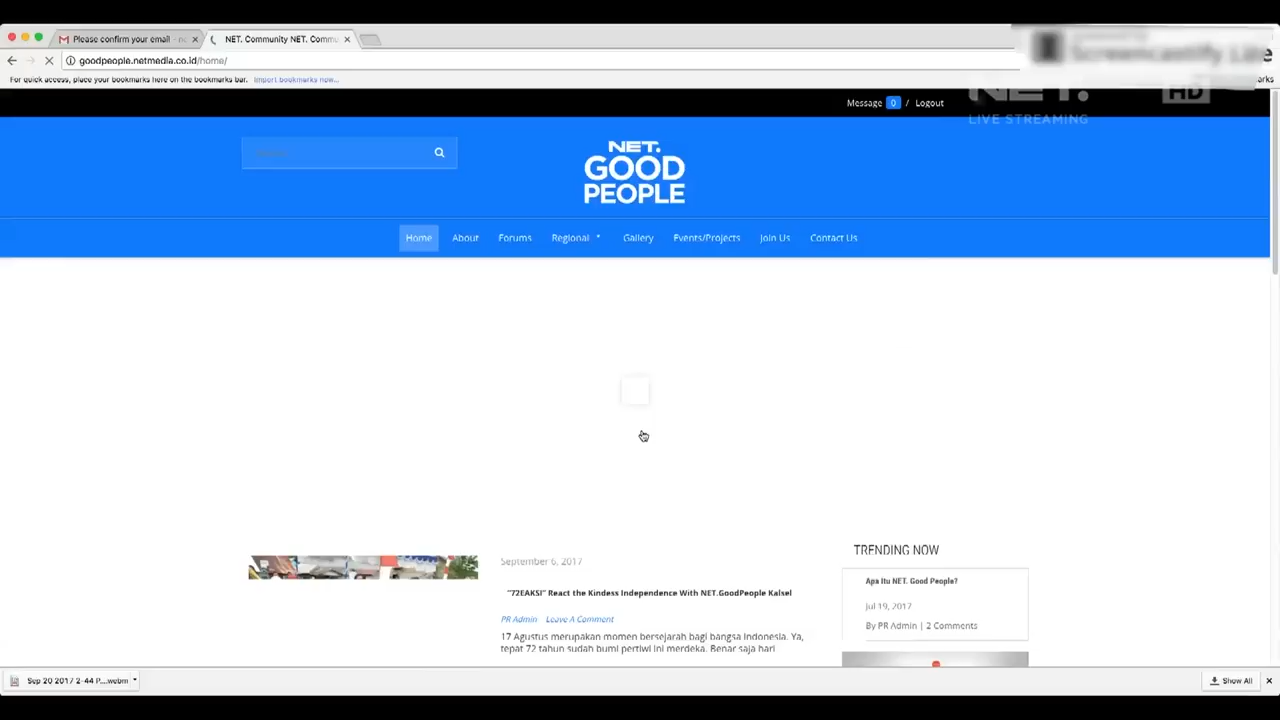 Please confirm your email - n
NET. Community NET. Comm
goodpeople.netmedia.co.id/home/
Screencastify Lite
For quick access, place your bookmarks here on the bookmarks bar. Import bookmarks now...
NET. HD
Message 0 / Logout
LIVE STREAMING
NET.
GOOD
PEOPLE
Home About Forums Regional Gallery Events/Projects Join Us Contact Us
TRENDING NOW
September 6, 2017
Apa Itu NET. Good People?
"72EAKSI" React the Kindess Independence With NET.GoodPeople Kalsel
Jul 19, 2017
PR Admin Leave A Comment
By PR Admin | 2 Comments
17 Agustus merupakan momen bersejarah bagi bangsa Indonesia. Ya,
tepat 72 tahun sudah bumi pertiwi ini merdeka. Benar saja hari
Sep 20 2017 2-44 P....webm
Show All